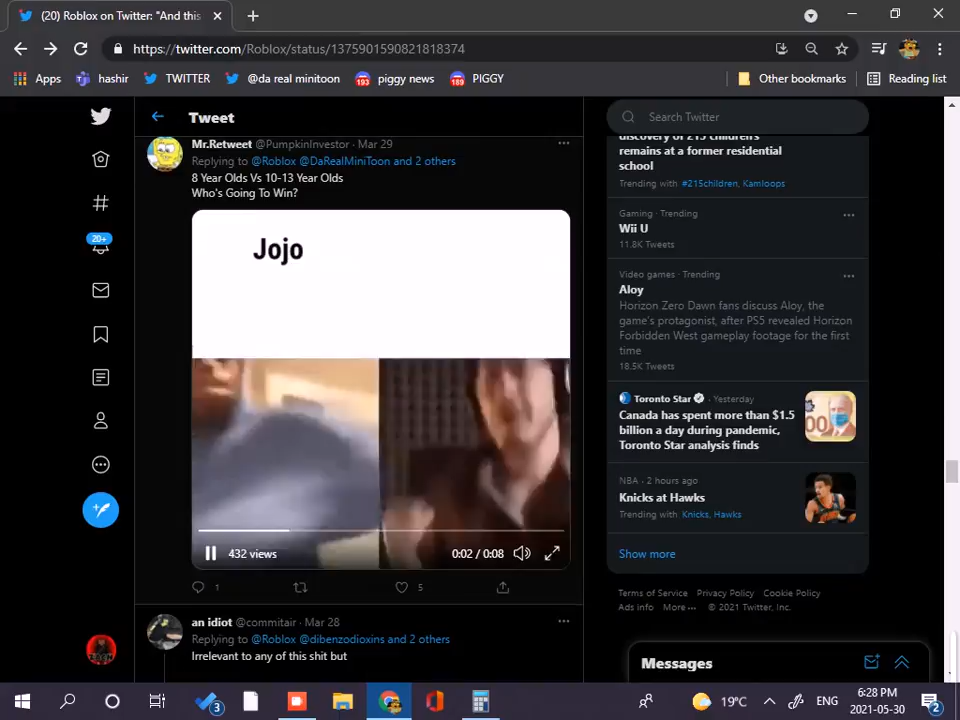 (20) Roblox on Twitter: "And this
https://twitter.com/Roblox/status/1375901590821818374
Apps
hashir
TWITTER
@da real minitoon
193
piggy news
189
PIGGY
Other bookmarks
Reading list
Tweet
Mr.Retweet @PumpkinInvestor · Mar 29
Replying to @Roblox @DaRealMiniToon and 2 others
8 Year Olds Vs 10-13 Year Olds
Who's Going To Win?
Jojo
432 views
0:02 / 0:08
1
5
an idiot @commitair · Mar 28
Replying to @Roblox @dibenzodioxins and 2 others
Irrelevant to any of this shit but
20+
Search Twitter
discovery of 215 children's
remains at a former residential
school
Trending with #215children, Kamloops
Gaming · Trending
Wii U
11.8K Tweets
Video games · Trending
Aloy
Horizon Zero Dawn fans discuss Aloy, the
game's protagonist, after PS5 revealed Horizon
Forbidden West gameplay footage for the first
time
18.5K Tweets
Toronto Star · Yesterday
Canada has spent more than $1.5
billion a day during pandemic,
Toronto Star analysis finds
NBA · 2 hours ago
Knicks at Hawks
Trending with Knicks, Hawks
Show more
Terms of Service Privacy Policy Cookie Policy
Ads info More ··· © 2021 Twitter, Inc.
Messages
3
19°C
ENG
6:28 PM
2021-05-30
2